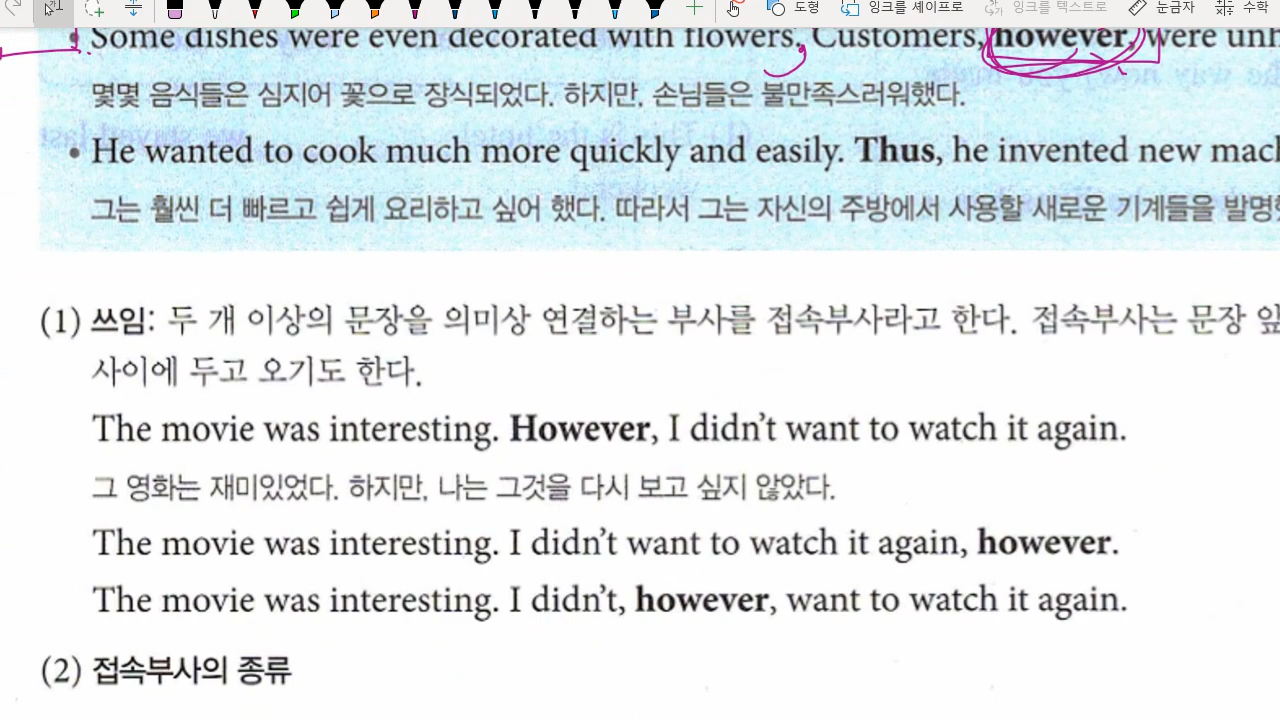 도형 잉크를 셰이프로 잉크를 텍스트로 눈금자 수학
• Some dishes were even decorated with flowers. Customers, however, were
몇몇 음식들은 심지어 꽃으로 장식되었다. 하지만, 손님들은 불만족스러워했다.
• He wanted to cook much more quickly and easily. Thus, he invented new
그는 훨씬 더 빠르고 쉽게 요리하고 싶어 했다. 따라서 그는 자신의 주방에서 사용할 새로운 기계들을
(1) 쓰임: 두 개 이상의 문장을 의미상 연결하는 부사를 접속부사라고 한다. 접속부사는 문장
사이에 두고 오기도 한다.
The movie was interesting. However, I didn't want to watch it again.
그 영화는 재미있었다. 하지만, 나는 그것을 다시 보고 싶지 않았다.
The movie was interesting. I didn't want to watch it again, however.
The movie was interesting. I didn't, however, want to watch it again.
(2) 접속부사의 종류